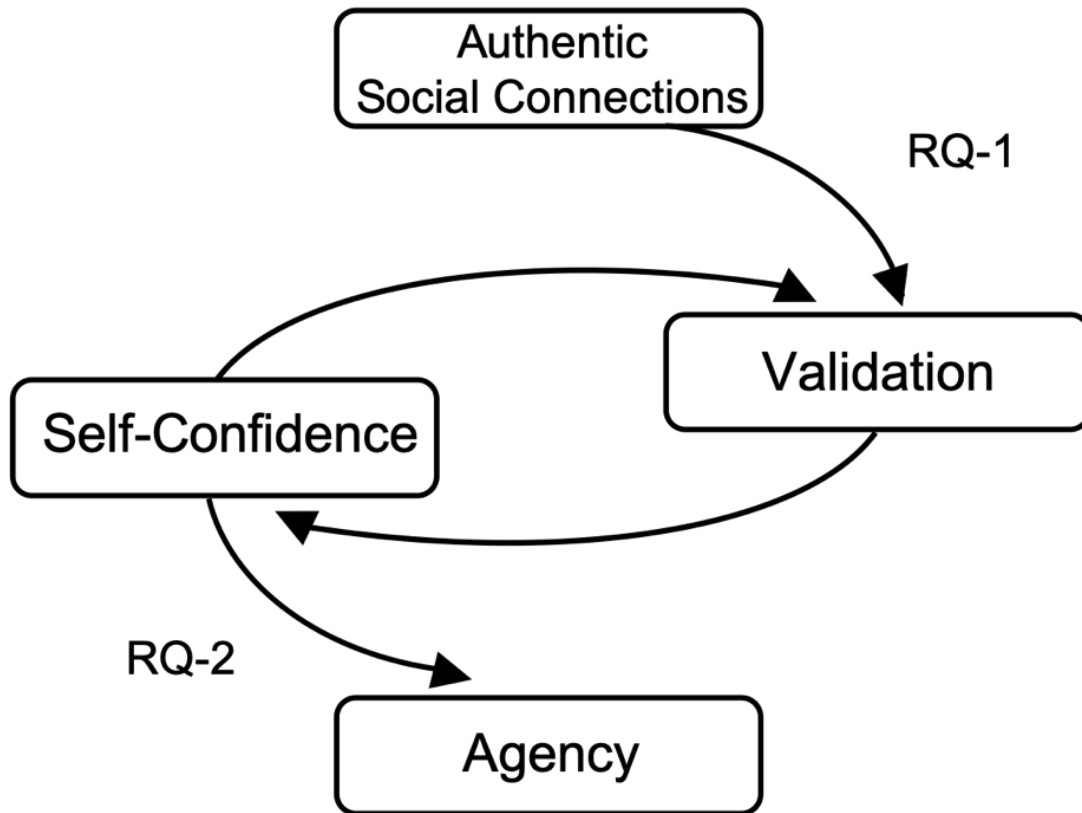 Authentic
Social Connections
RQ-1
Validation
Self-Confidence
RQ-2
Agency